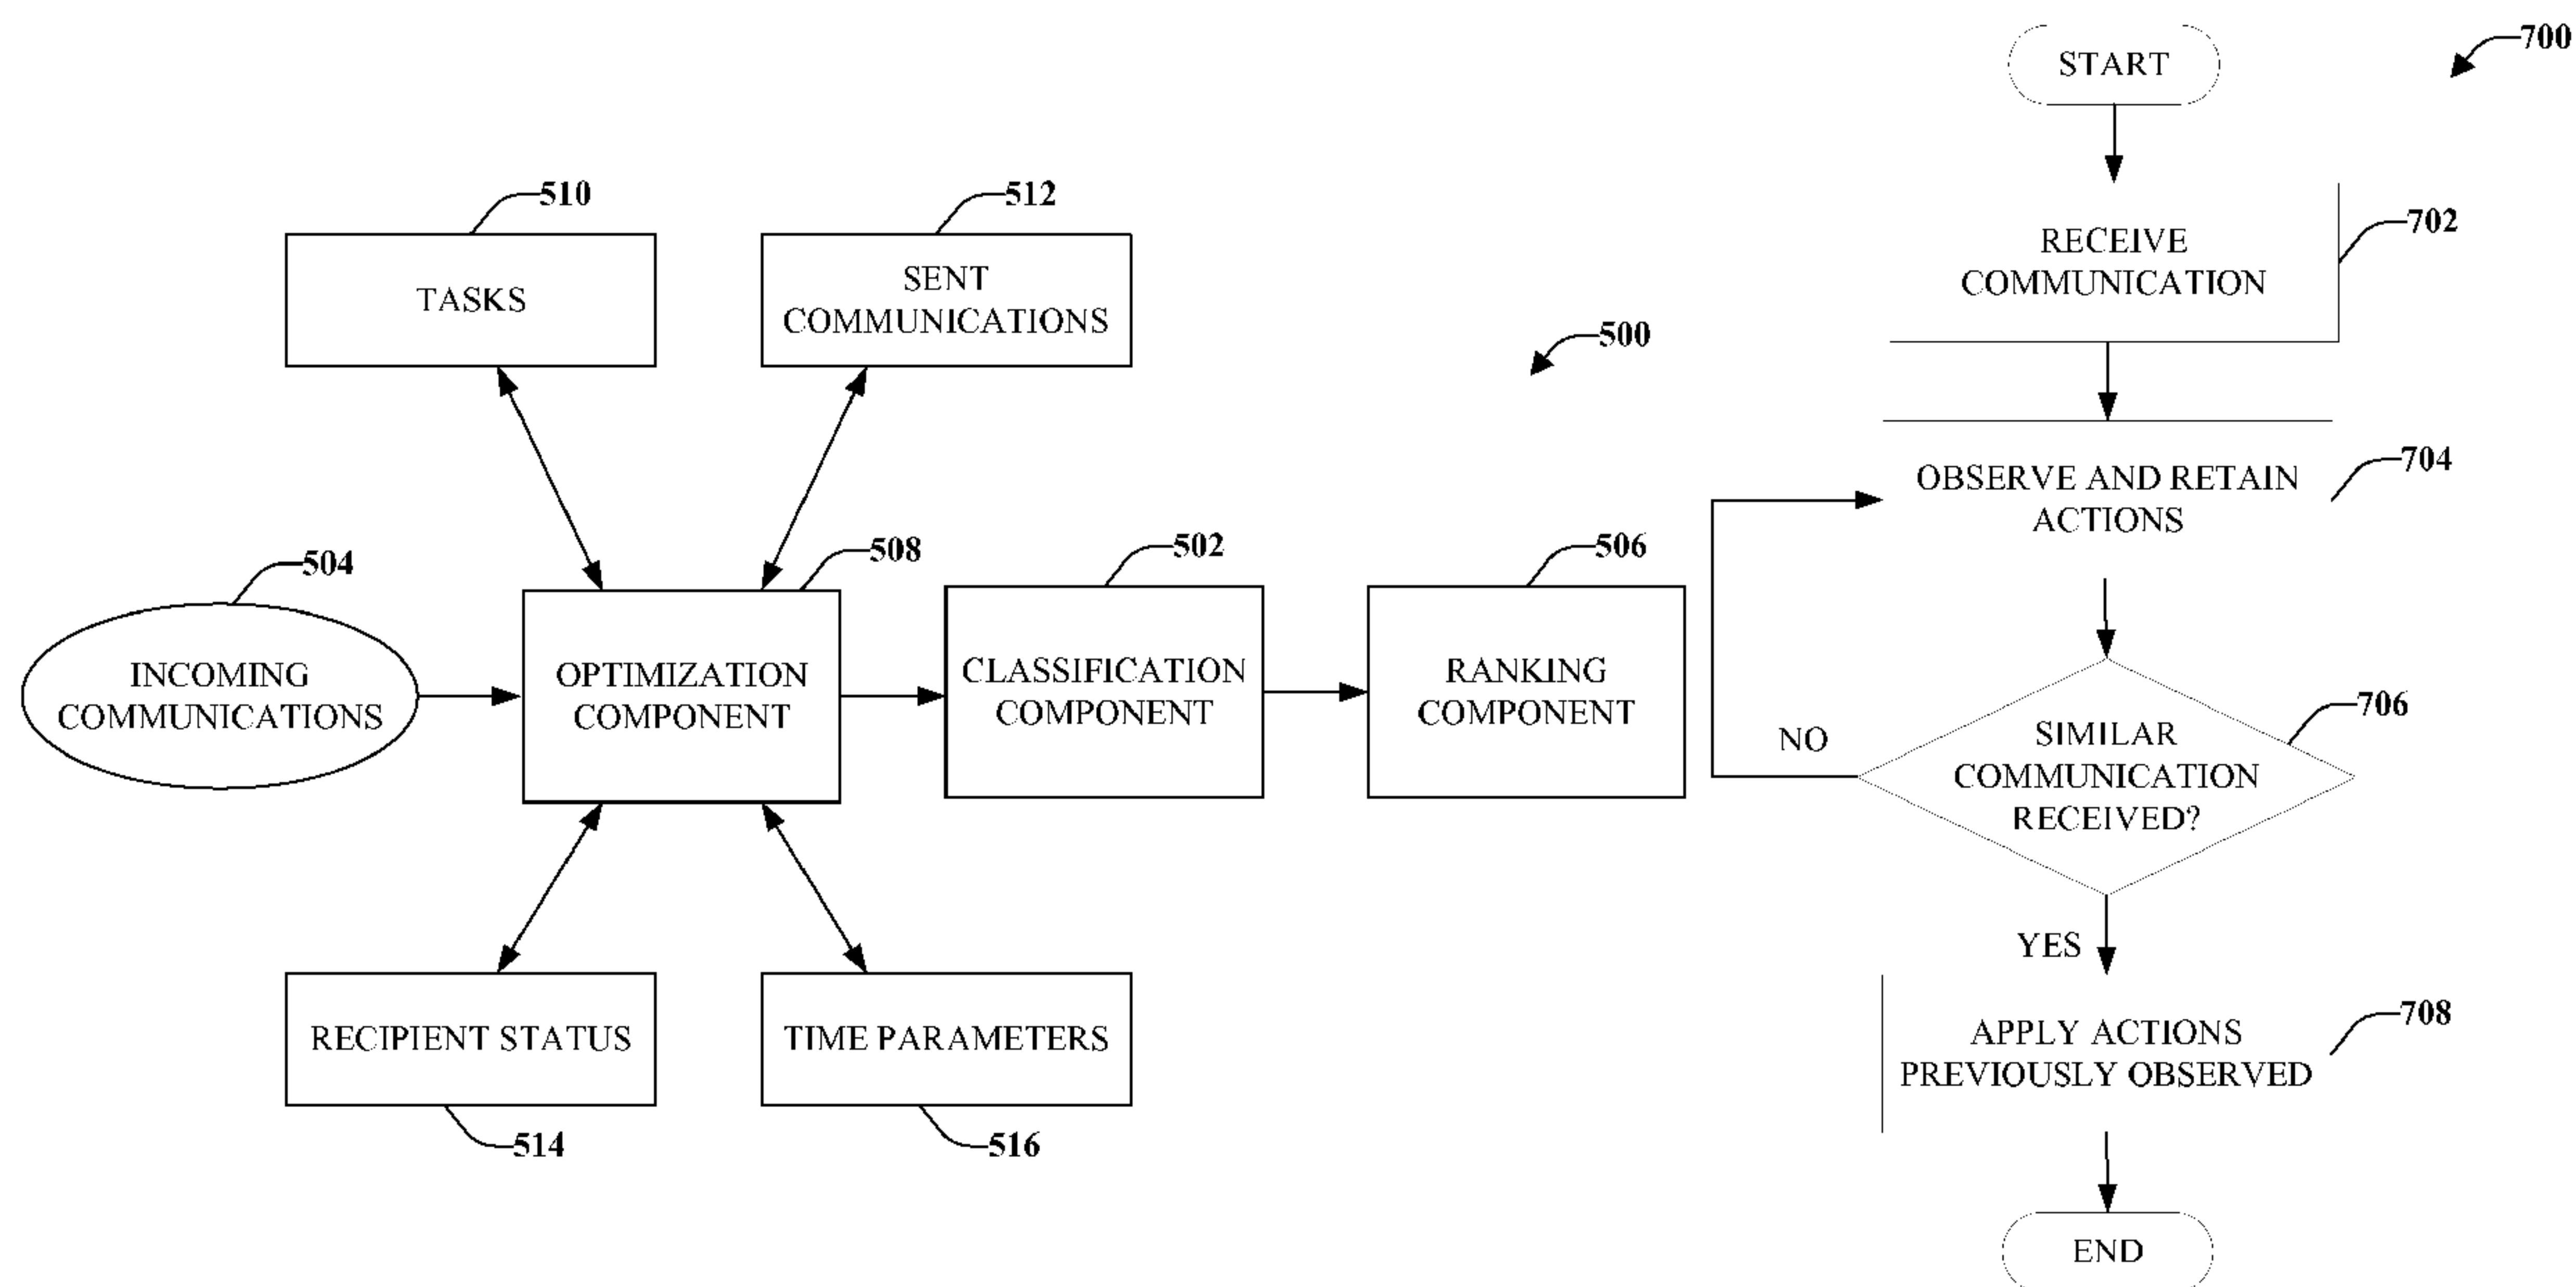 510
TASKS
512
SENT
COMMUNICATIONS
500
504
INCOMING
COMMUNICATIONS
508
OPTIMIZATION
COMPONENT
502
CLASSIFICATION
COMPONENT
506
RANKING
COMPONENT
RECIPIENT STATUS
514
TIME PARAMETERS
516
700
START
702
RECEIVE
COMMUNICATION
704
OBSERVE AND RETAIN
ACTIONS
706
SIMILAR
COMMUNICATION
RECEIVED?
NO
YES
708
APPLY ACTIONS
PREVIOUSLY OBSERVED
END